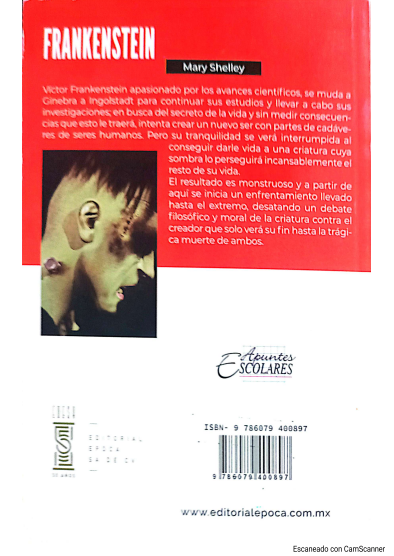 FRANKENSTEIN
Mary Shelley
Víctor Frankenstein apasionado por los avances científicos, se muda a
Ginebra a Ingolstadt para continuar sus estudios y llevar a cabo sus
investigaciones; en busca del secreto de la vida y sin medir consecuen-
cias que esto le traerá, intenta crear un nuevo ser con partes de cadáve-
res de seres humanos. Pero su tranquilidad se verá interrumpida al
conseguir darle vida a una criatura cuya
sombra lo perseguirá incansablemente el
resto de su vida.
El resultado es monstruoso y a partir de
aquí se inicia un enfrentamiento llevado
hasta el extremo, desatando un debate
filosófico y moral de la criatura contra el
creador que solo verá su fin hasta la trági-
ca muerte de ambos.
Apuntes
ESCOLARES
ISBN- 9 786079 400897
EDITORIAL
EPOCA
SA DE CV
9 786079 400897
www.editorialepoca.com.mx
Escaneado con CamScanner